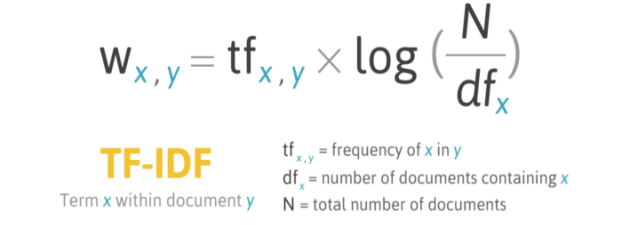 w x , y = tf x , y × log ( N / df x )
TF-IDF
Term x within document y
tf x , y = frequency of x in y
df x = number of documents containing x
N = total number of documents